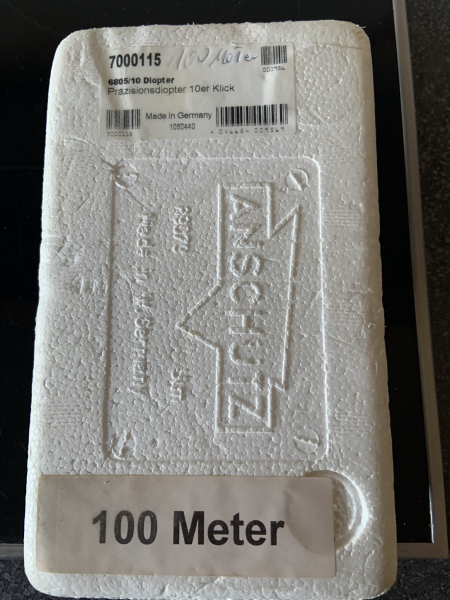 7000115 100 Meter
6805/10 Diopter
Präzisionsdiopter 10er Klick
Made in Germany
7000115
1060440
ANSCHÜTZ
Made in W. Germany
100 Meter